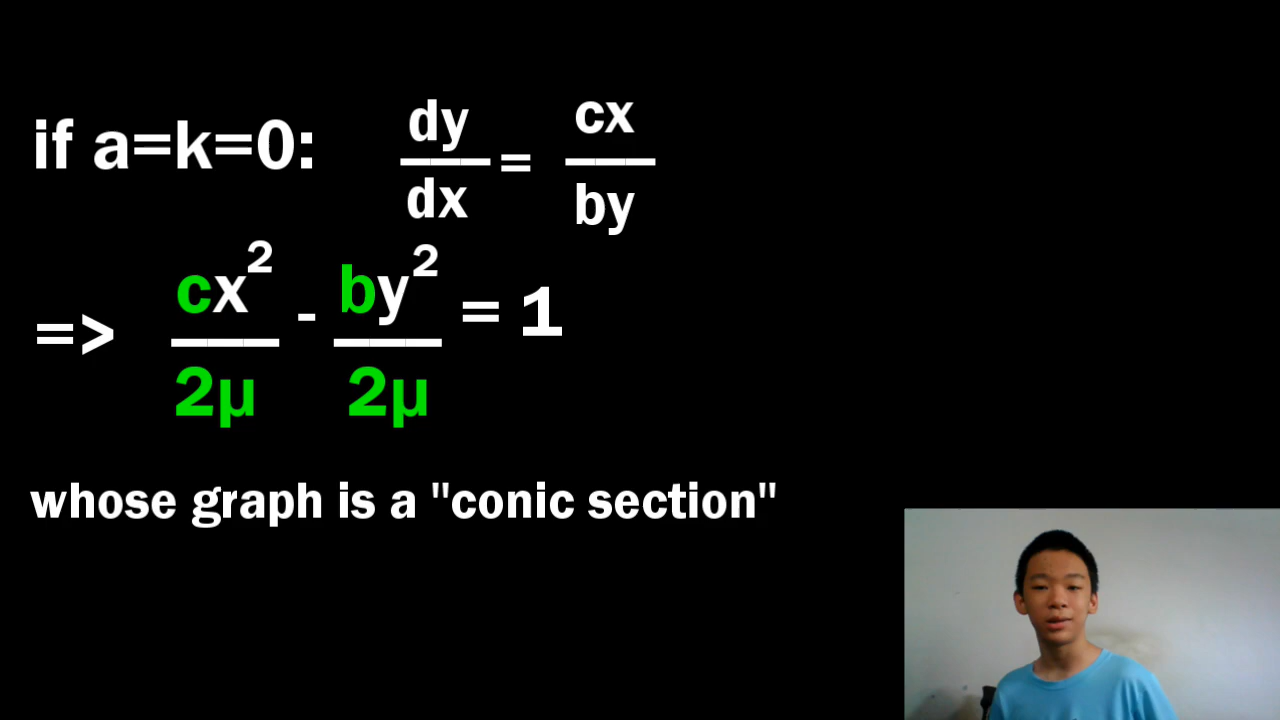 if a=k=0: dy/dx = cx/by
=> cx²/2µ - by²/2µ = 1
whose graph is a "conic section"